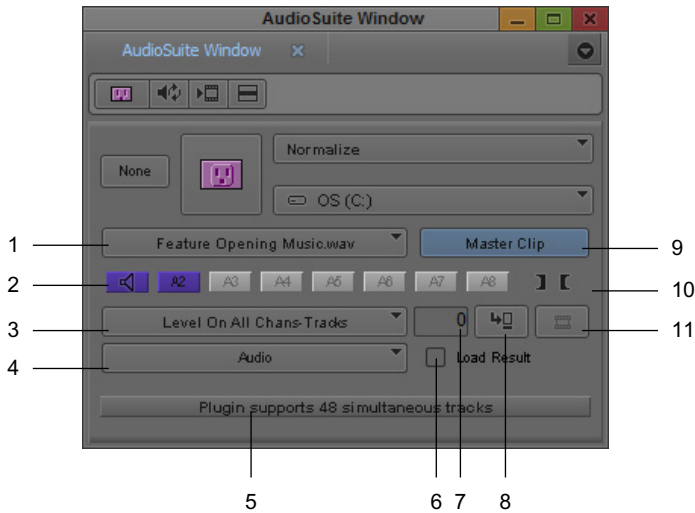 AudioSuite Window
AudioSuite Window
Normalize
None
OS (C:)
1 Feature Opening Music.wav Master Clip 9
2 A2 A3 A4 A5 A6 A7 A8 10
3 Level On All Chans-Tracks 0 11
4 Audio Load Result
Plugin supports 48 simultaneous tracks
5 6 7 8